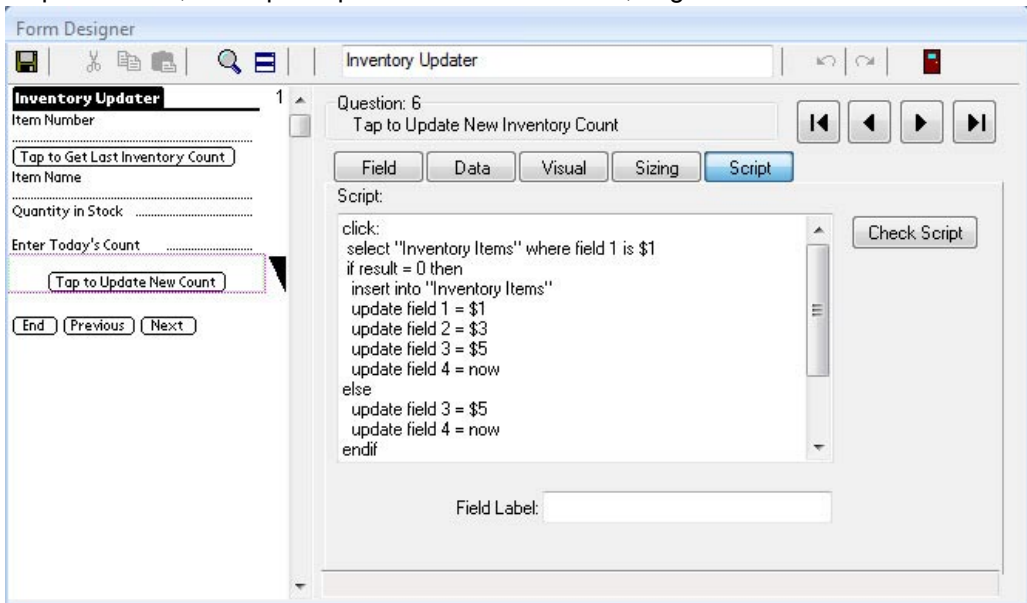 Form Designer
Inventory Updater
Inventory Updater 1
Item Number
Tap to Get Last Inventory Count
Item Name
Quantity in Stock
Enter Today's Count
Tap to Update New Count
End Previous Next
Question: 6
Tap to Update New Inventory Count
Field Data Visual Sizing Script
Script:
click:
select "Inventory Items" where field 1 is $1
if result = 0 then
insert into "Inventory Items"
update field 1 = $1
update field 2 = $3
update field 3 = $5
update field 4 = now
else
update field 3 = $5
update field 4 = now
endif
Check Script
Field Label: